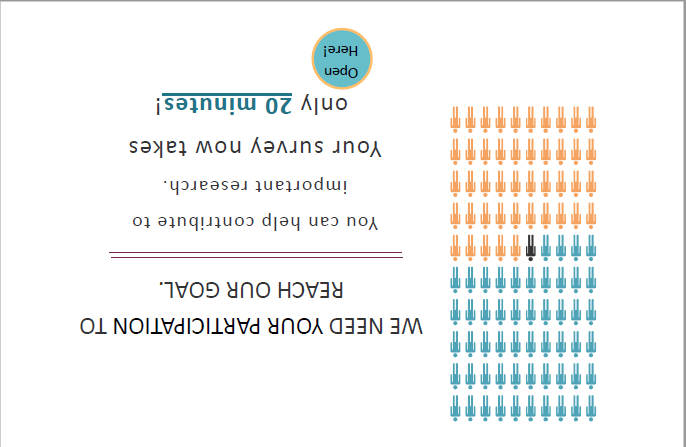 WE NEED YOUR PARTICIPATION TO
REACH OUR GOAL.
You can help contribute to
important research.
Your survey now takes
only 20 minutes!
Open
Here!